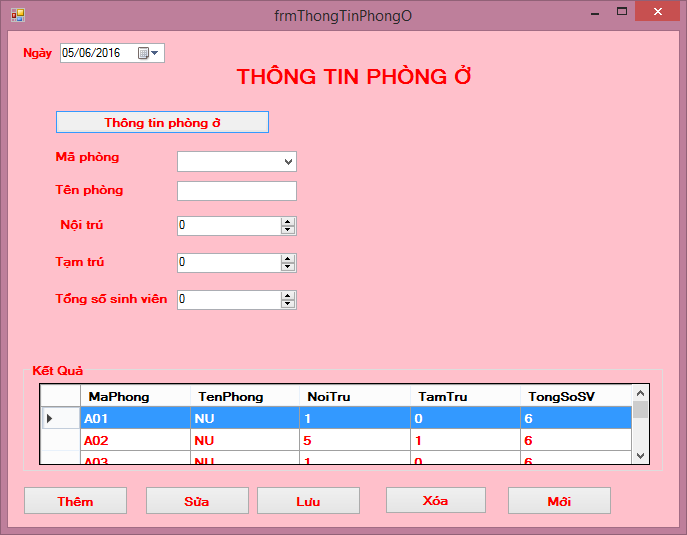 frmThongTinPhongO
Ngày 05/06/2016
THÔNG TIN PHÒNG Ở
Thông tin phòng ở
Mã phòng
Tên phòng
Nội trú 0
Tạm trú 0
Tổng số sinh viên 0
Kết Quả
MaPhong TenPhong NoiTru TamTru TongSoSV
A01 NU 1 0 6
A02 NU 5 1 6
A03 NU 1 0 6
Thêm Sửa Lưu Xóa Mới